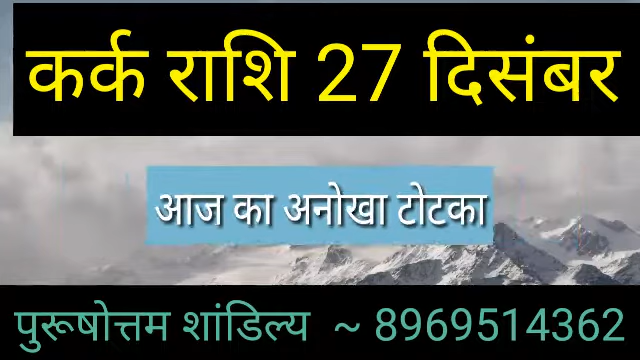 कर्क राशि 27 दिसंबर
आज का अनोखा टोटका
पुरूषोत्तम शांडिल्य ~ 8969514362